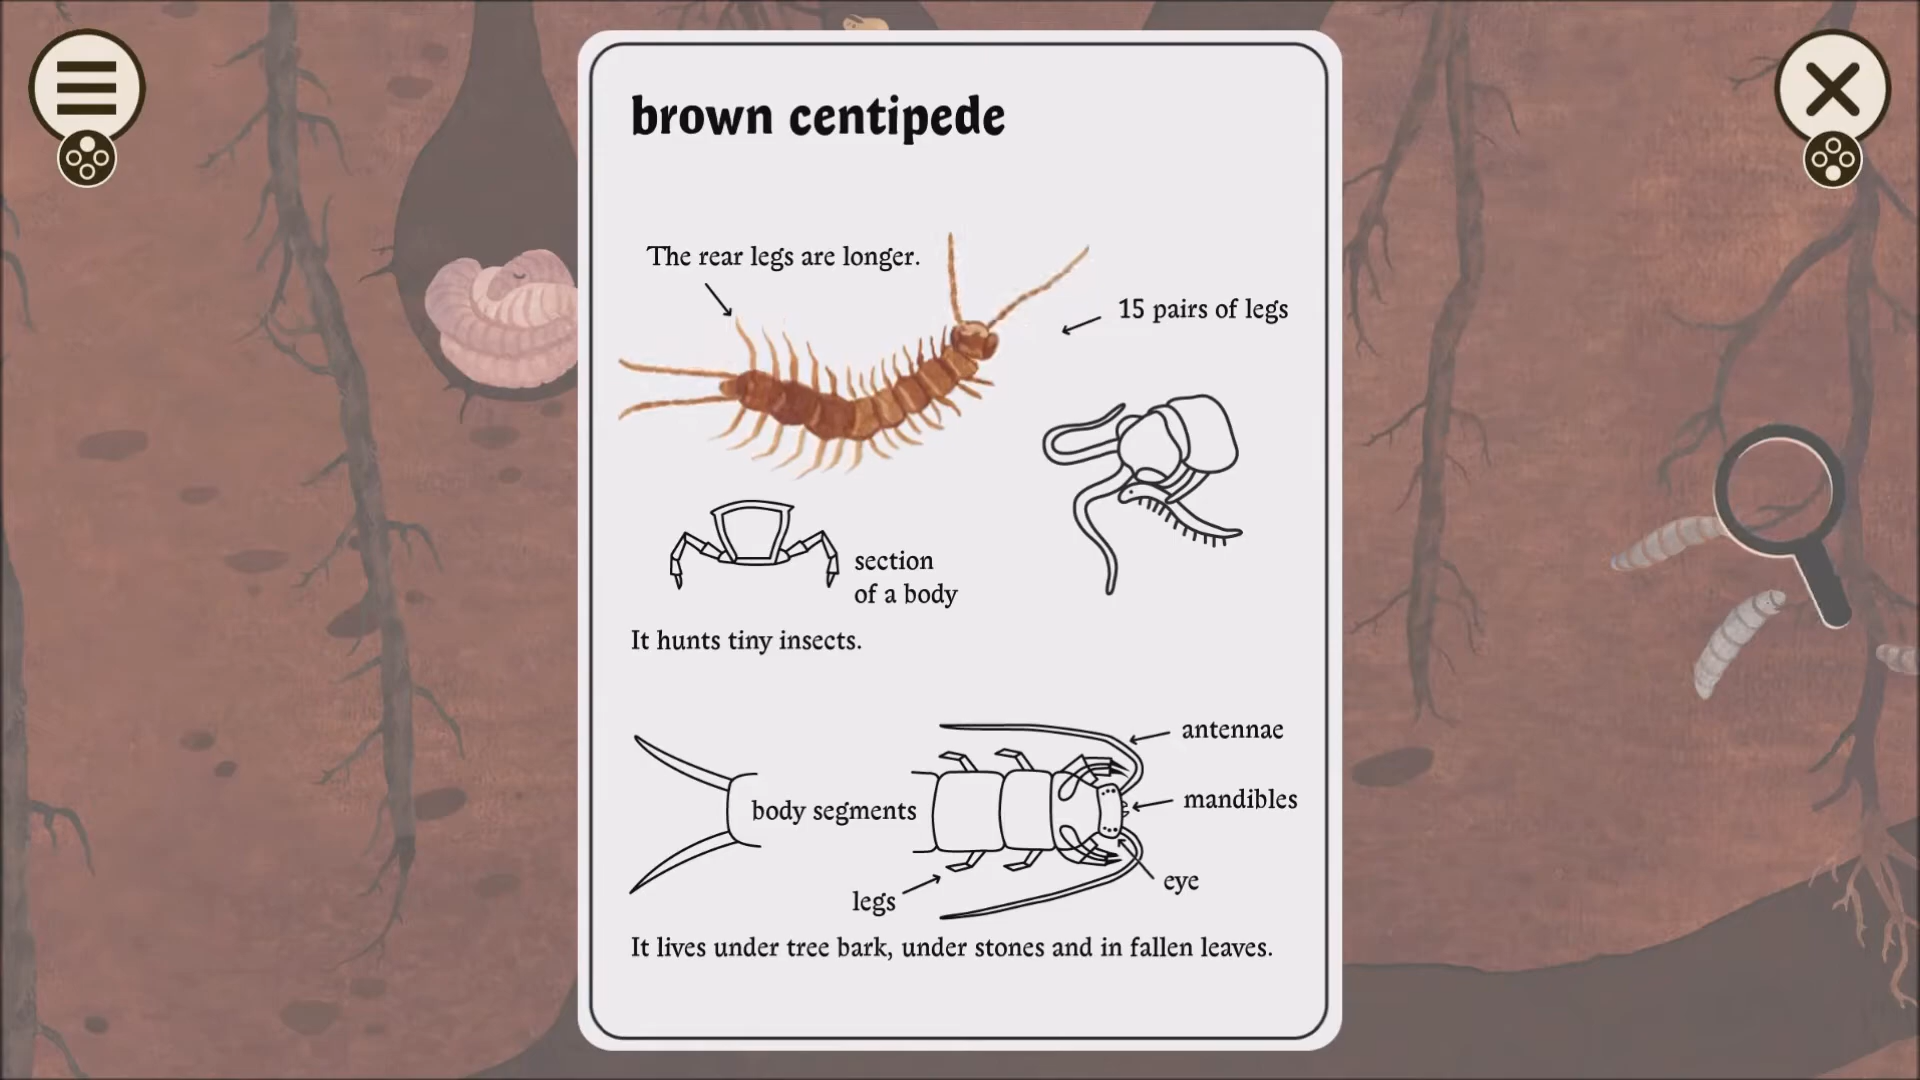 brown centipede
The rear legs are longer.
15 pairs of legs
section
of a body
It hunts tiny insects.
antennae
mandibles
body segments
eye
legs
It lives under tree bark, under stones and in fallen leaves.